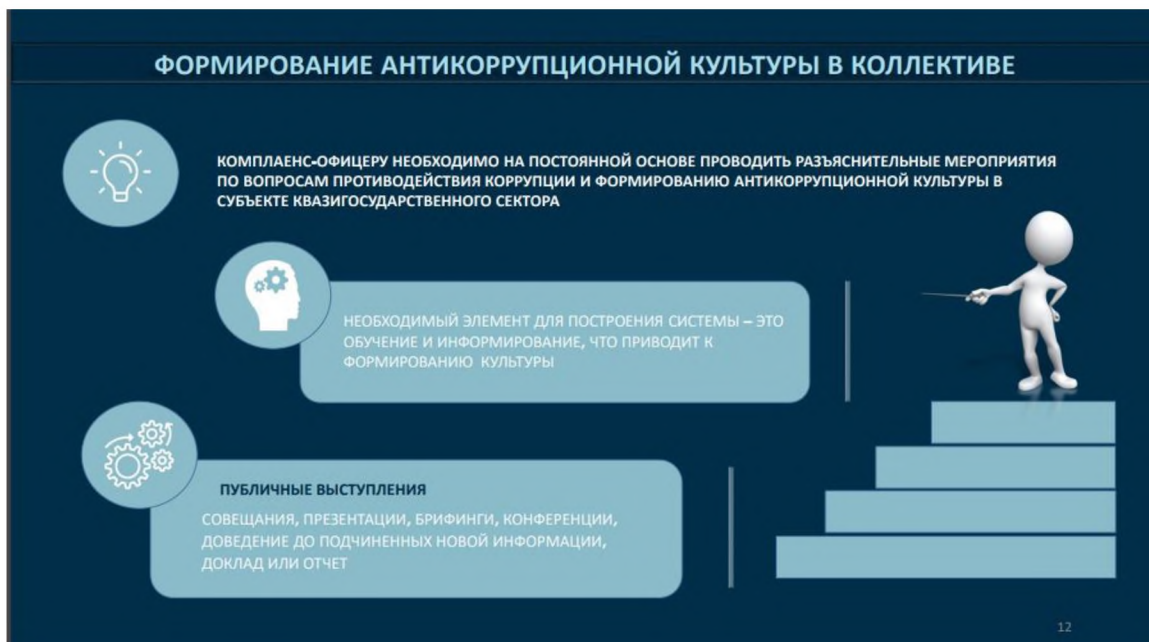 ФОРМИРОВАНИЕ АНТИКОРРУПЦИОННОЙ КУЛЬТУРЫ В КОЛЛЕКТИВЕ
КОМПЛАЕНС-ОФИЦЕРУ НЕОБХОДИМО НА ПОСТОЯННОЙ ОСНОВЕ ПРОВОДИТЬ РАЗЪЯСНИТЕЛЬНЫЕ МЕРОПРИЯТИЯ
ПО ВОПРОСАМ ПРОТИВОДЕЙСТВИЯ КОРРУПЦИИ И ФОРМИРОВАНИЮ АНТИКОРРУПЦИОННОЙ КУЛЬТУРЫ В
СУБЪЕКТЕ КВАЗИГОСУДАРСТВЕННОГО СЕКТОРА
НЕОБХОДИМЫЙ ЭЛЕМЕНТ ДЛЯ ПОСТРОЕНИЯ СИСТЕМЫ – ЭТО
ОБУЧЕНИЕ И ИНФОРМИРОВАНИЕ, ЧТО ПРИВОДИТ К
ФОРМИРОВАНИЮ КУЛЬТУРЫ
ПУБЛИЧНЫЕ ВЫСТУПЛЕНИЯ
СОВЕЩАНИЯ, ПРЕЗЕНТАЦИИ, БРИФИНГИ, КОНФЕРЕНЦИИ,
ДОВЕДЕНИЕ ДО ПОДЧИНЕННЫХ НОВОЙ ИНФОРМАЦИИ,
ДОКЛАД ИЛИ ОТЧЕТ
12